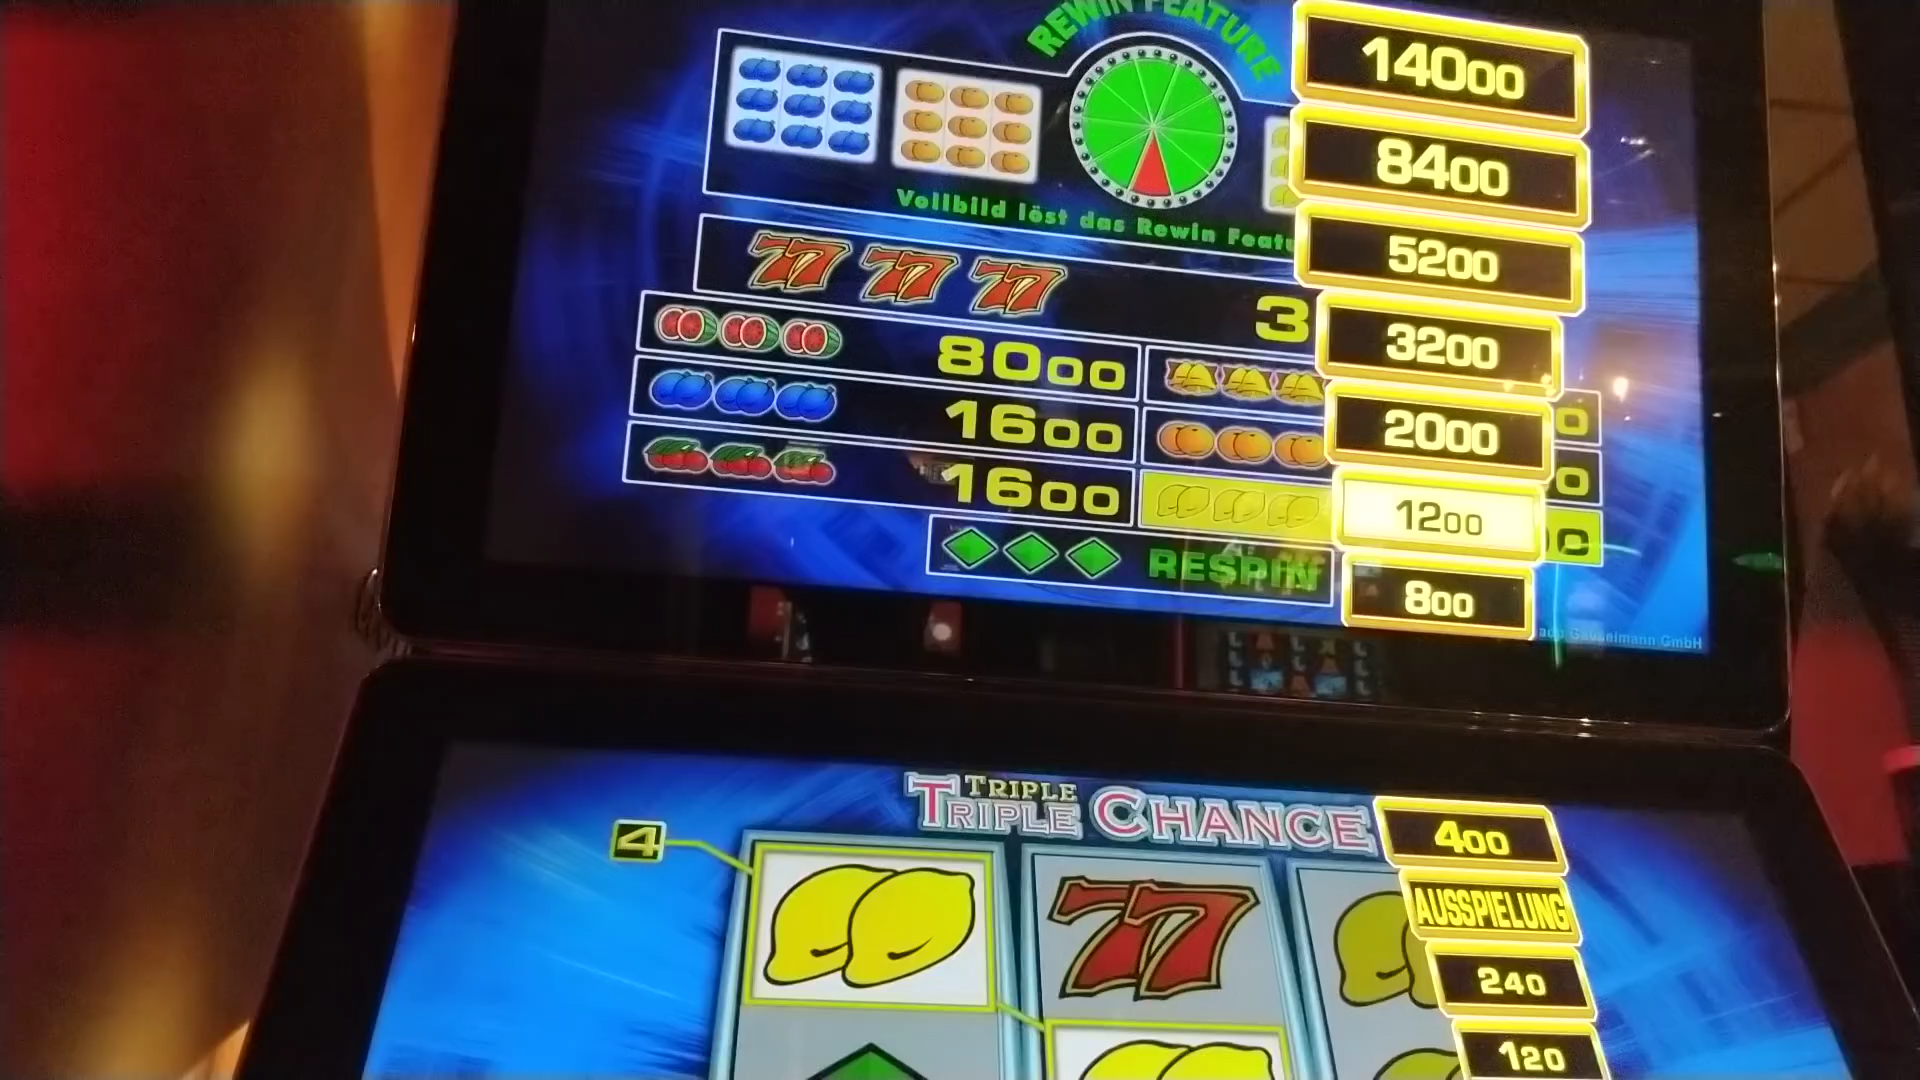 REWIN FEATURE
14000
8400
Vollbild löst das Rewin Featu
5200
3
3200
8000
2000
1600
1200
1600
RESPIN
800
TRIPLE
TRIPLE CHANCE
400
4
AUSSPIELUNG
240
120